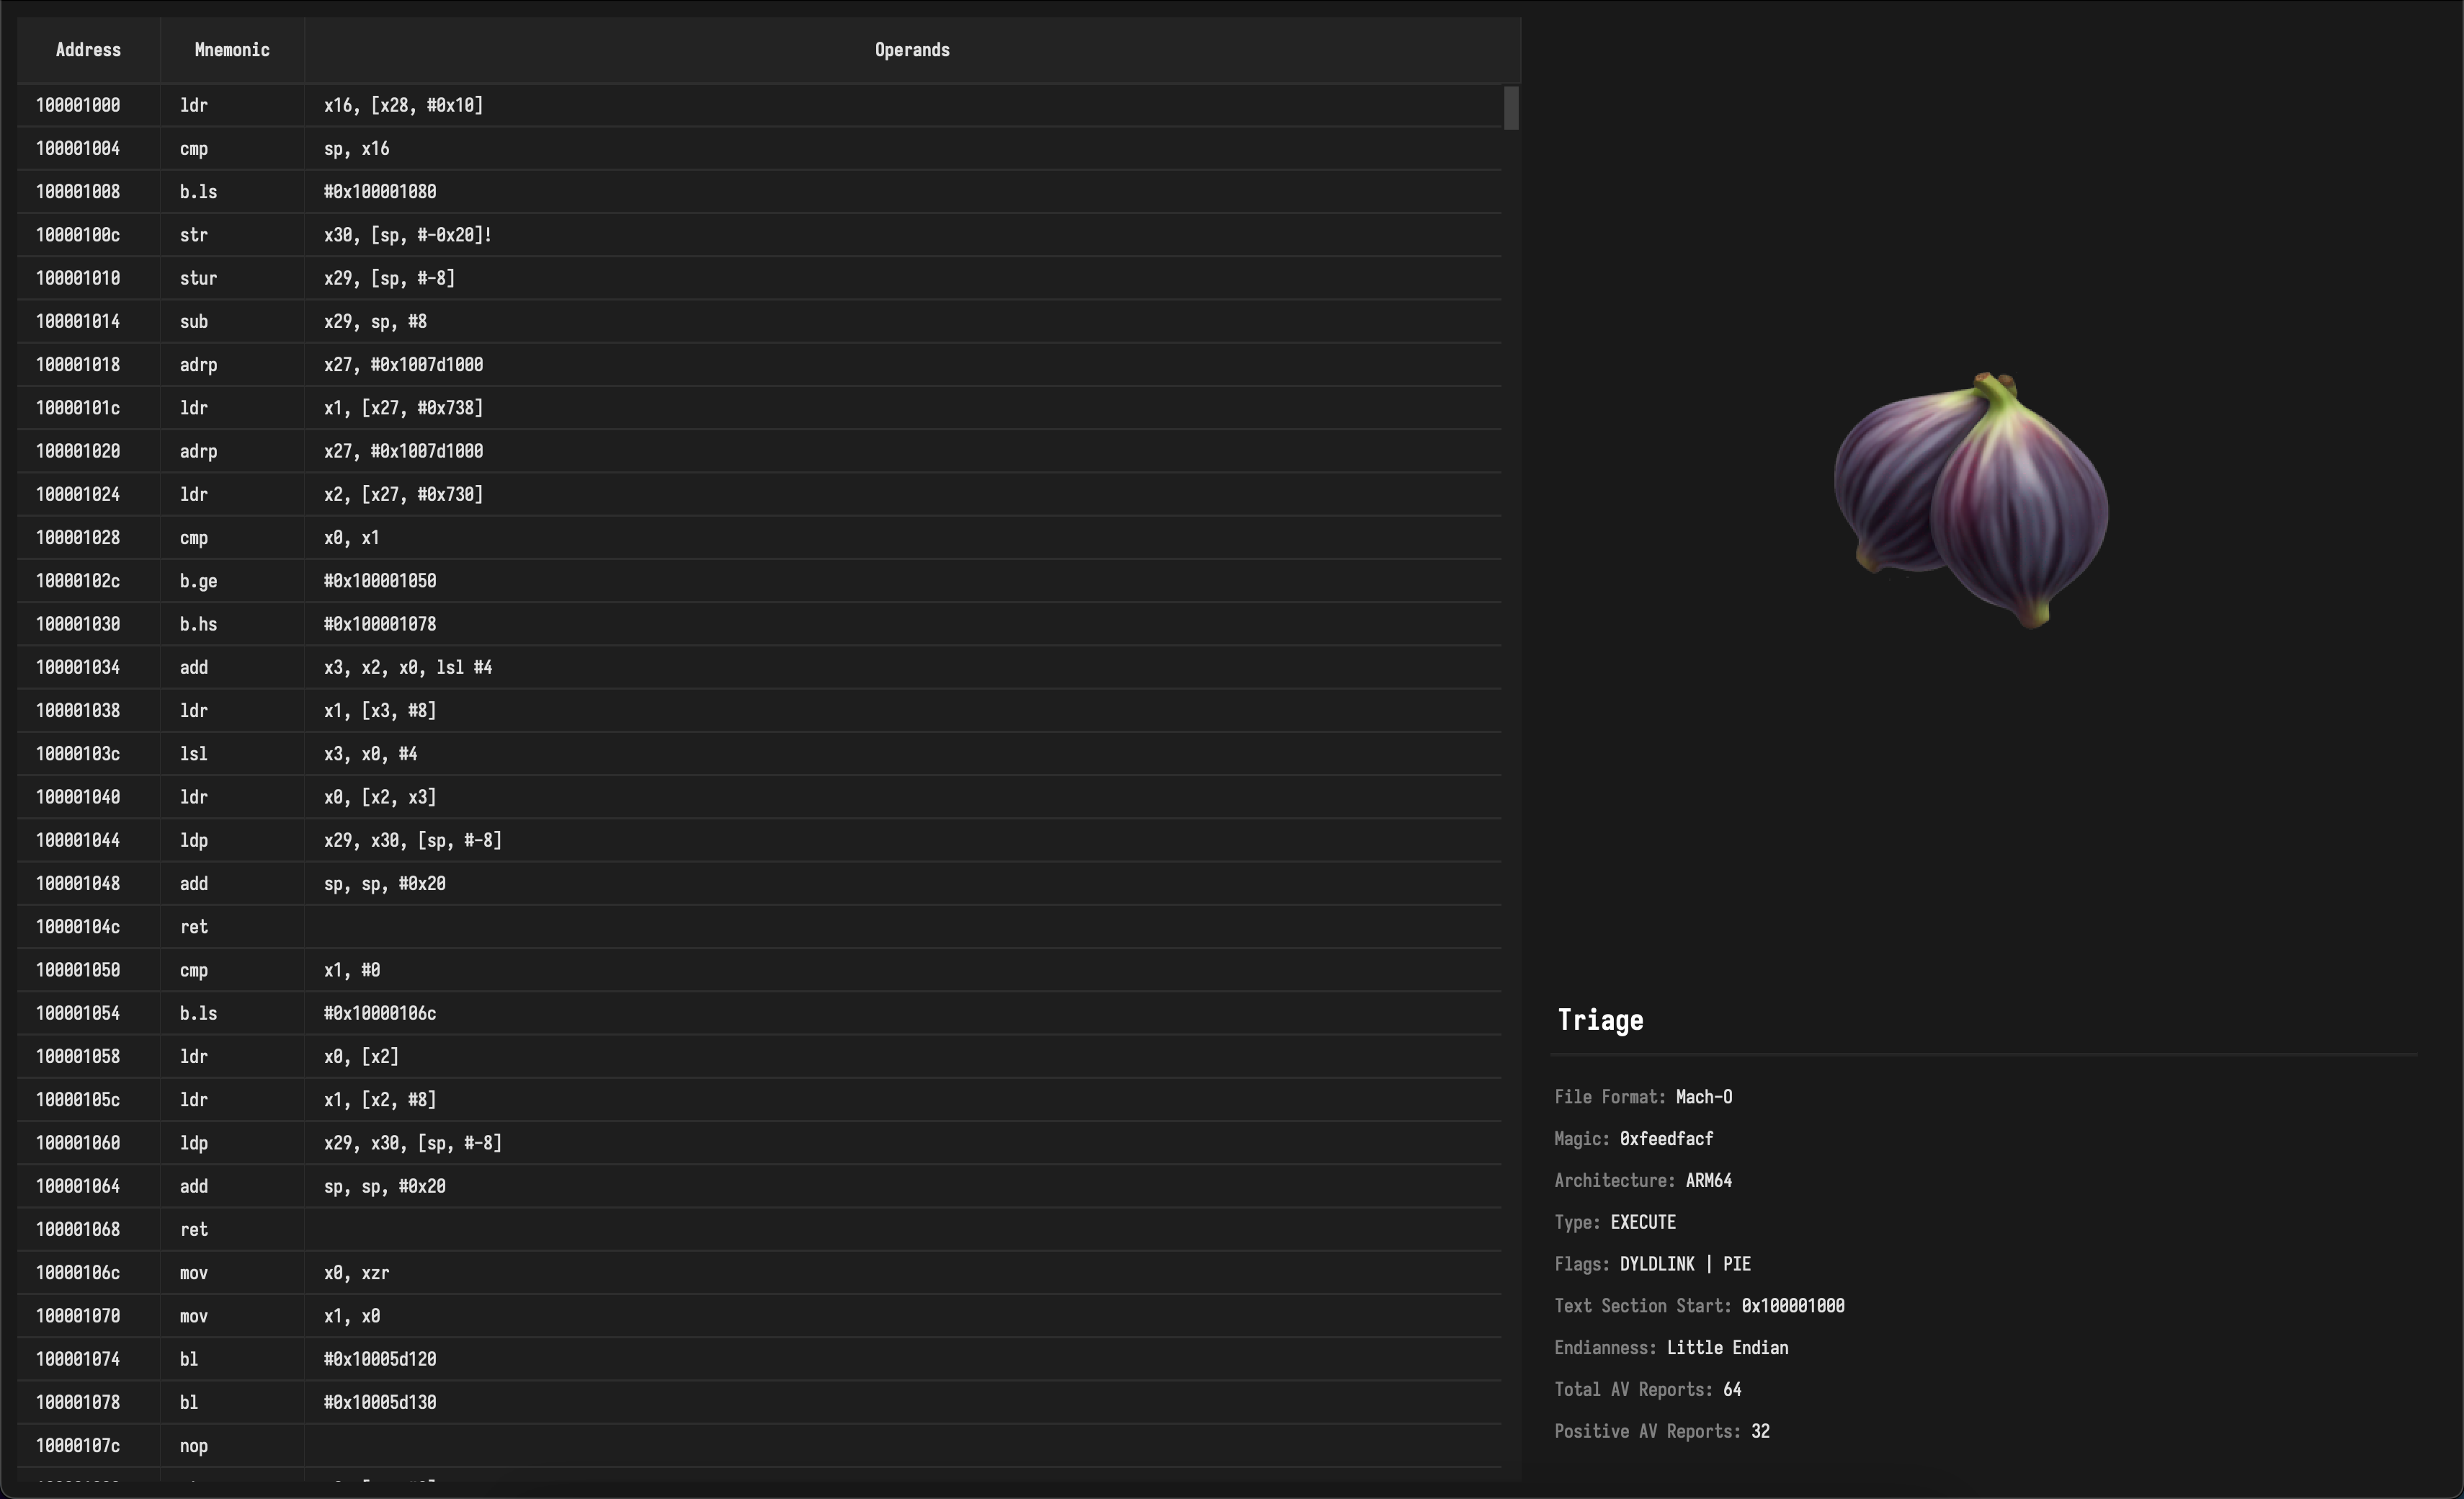 Address Mnemonic Operands
100001000 ldr x16, [x28, #0x10]
100001004 cmp sp, x16
100001008 b.ls #0x100001080
10000100c str x30, [sp, #-0x20]!
100001010 stur x29, [sp, #-8]
100001014 sub x29, sp, #8
100001018 adrp x27, #0x1007d1000
10000101c ldr x1, [x27, #0x738]
100001020 adrp x27, #0x1007d1000
100001024 ldr x2, [x27, #0x730]
100001028 cmp x0, x1
10000102c b.ge #0x100001050
100001030 b.hs #0x100001078
100001034 add x3, x2, x0, lsl #4
100001038 ldr x1, [x3, #8]
10000103c lsl x3, x0, #4
100001040 ldr x0, [x2, x3]
100001044 ldp x29, x30, [sp, #-8]
100001048 add sp, sp, #0x20
10000104c ret
100001050 cmp x1, #0
100001054 b.ls #0x10000106c
100001058 ldr x0, [x2]
10000105c ldr x1, [x2, #8]
100001060 ldp x29, x30, [sp, #-8]
100001064 add sp, sp, #0x20
100001068 ret
10000106c mov x0, xzr
100001070 mov x1, x0
100001074 bl #0x10005d120
100001078 bl #0x10005d130
10000107c nop
Triage
File Format: Mach-O
Magic: 0xfeedfacf
Architecture: ARM64
Type: EXECUTE
Flags: DYLDLINK | PIE
Text Section Start: 0x100001000
Endianness: Little Endian
Total AV Reports: 64
Positive AV Reports: 32